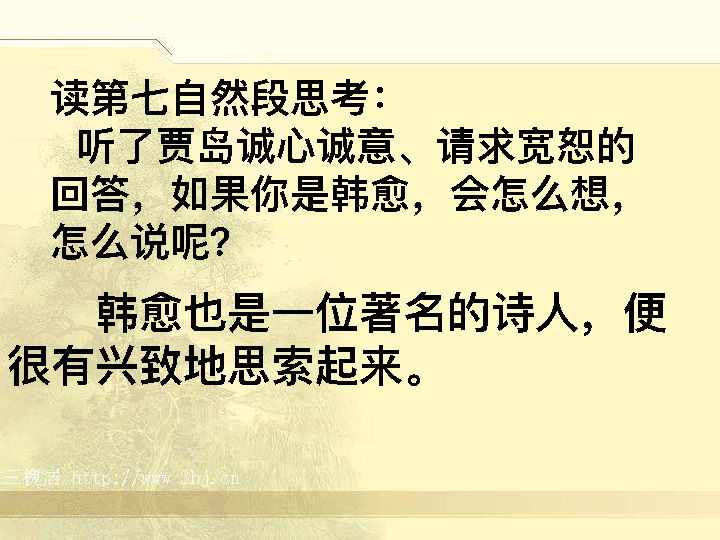 读第七自然段思考：
听了贾岛诚心诚意、请求宽恕的
回答，如果你是韩愈，会怎么想，
怎么说呢?
韩愈也是一位著名的诗人，便
很有兴致地思索起来。
三槐居 http://www.3hj.cn